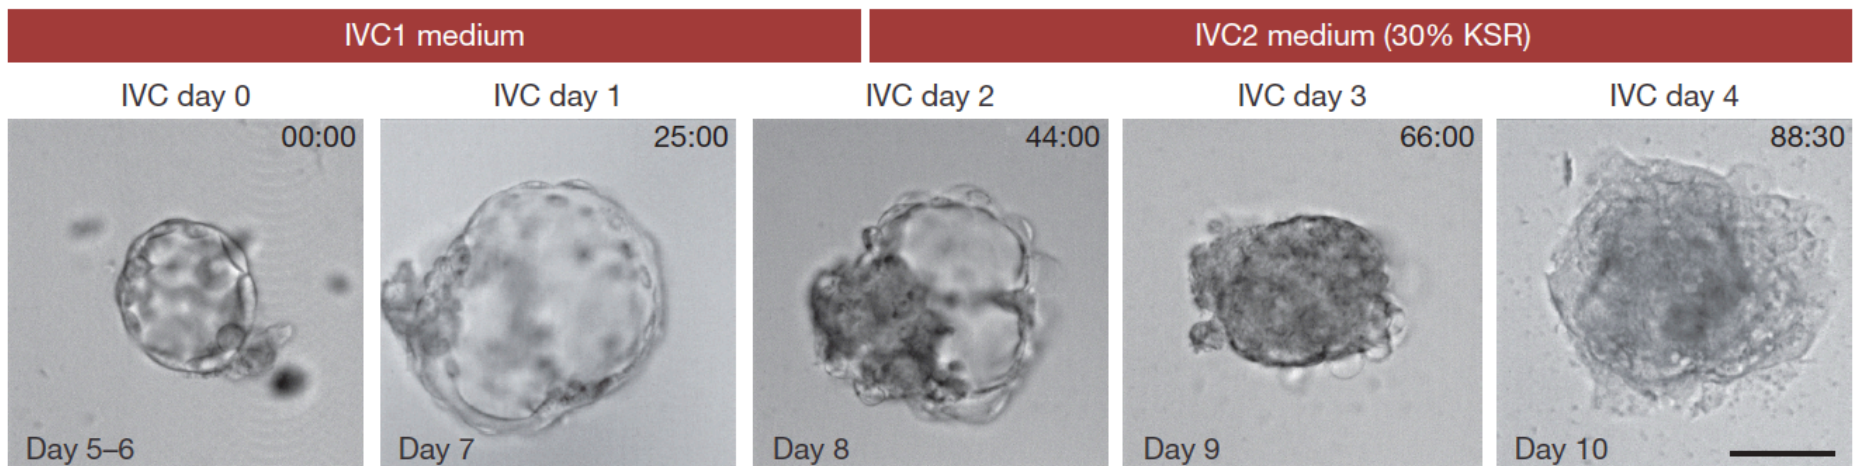 IVC1 medium
IVC2 medium (30% KSR)
IVC day 0
IVC day 1
IVC day 2
IVC day 3
IVC day 4
00:00
25:00
44:00
66:00
88:30
Day 5–6
Day 7
Day 8
Day 9
Day 10